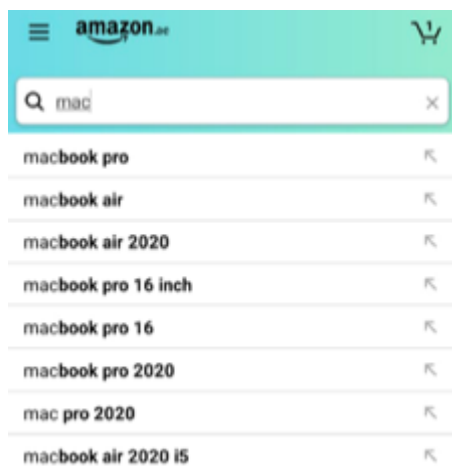 amazon.ae
1
mac
macbook pro
macbook air
macbook air 2020
macbook pro 16 inch
macbook pro 16
macbook pro 2020
mac pro 2020
macbook air 2020 i5